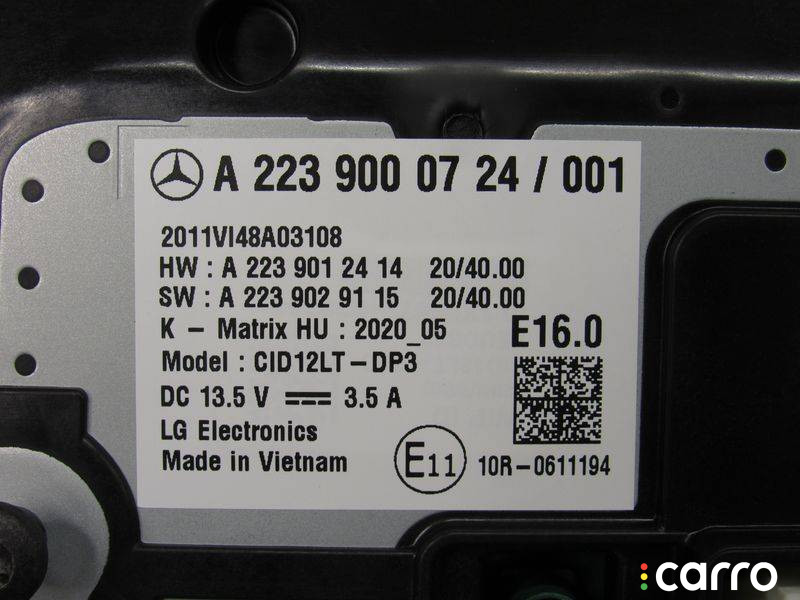 A 223 900 07 24 / 001
2011VI48A03108
HW : A 223 901 24 14 20/40.00
SW : A 223 902 91 15 20/40.00
K - Matrix HU : 2020_05
E16.0
Model : CID12LT-DP3
DC 13.5 V 3.5 A
LG Electronics
Made in Vietnam
E11
10R-0611194
carro